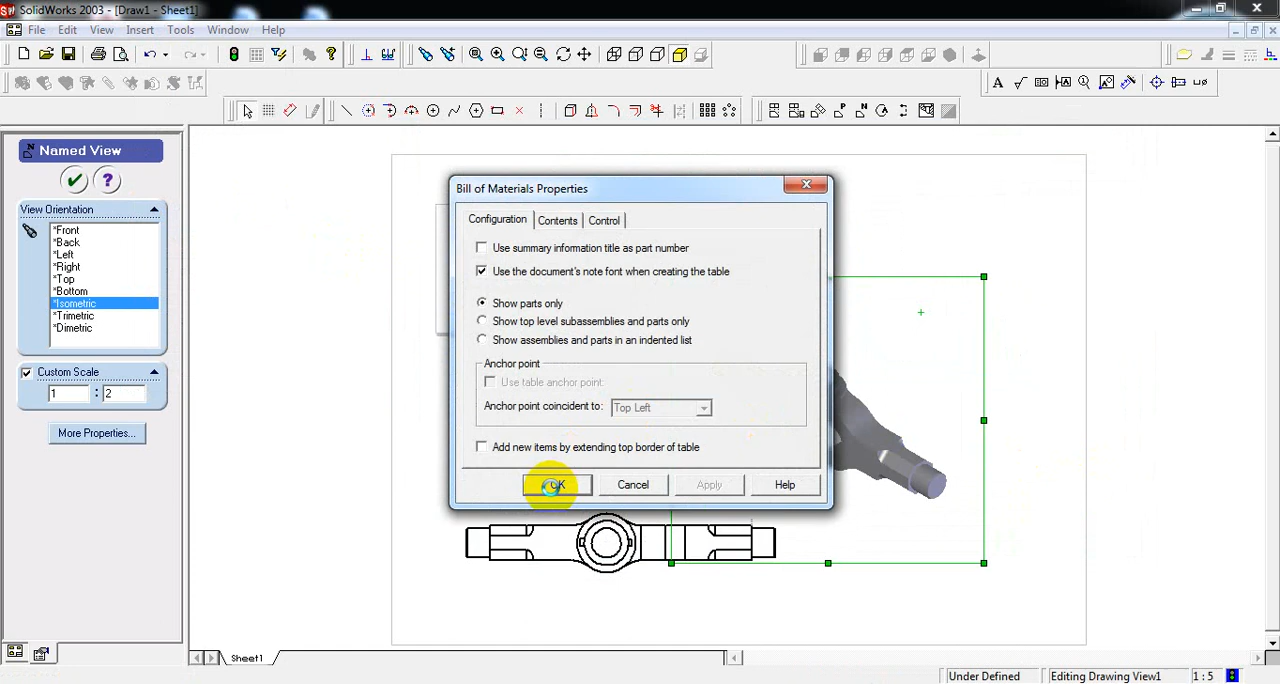 SolidWorks 2003 - [Draw1 - Sheet1]
File Edit View Insert Tools Window Help
Named View
View Orientation
*Front
*Back
*Left
*Right
*Top
*Bottom
*Isometric
*Trimetric
*Dimetric
Custom Scale
1 : 2
More Properties...
Bill of Materials Properties
Configuration Contents Control
Use summary information title as part number
Use the document's note font when creating the table
Show parts only
Show top level subassemblies and parts only
Show assemblies and parts in an indented list
Anchor point
Use table anchor point
Anchor point coincident to: Top Left
Add new items by extending top border of table
OK Cancel Apply Help
Sheet1
Under Defined Editing Drawing View1 1 : 5